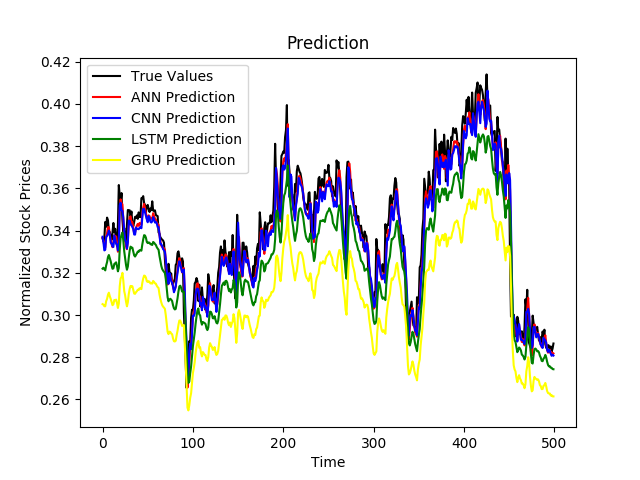 Prediction
0.42
0.40
0.38
0.36
0.34
0.32
0.30
0.28
0.26
Normalized Stock Prices
True Values
ANN Prediction
CNN Prediction
LSTM Prediction
GRU Prediction
0 100 200 300 400 500
Time